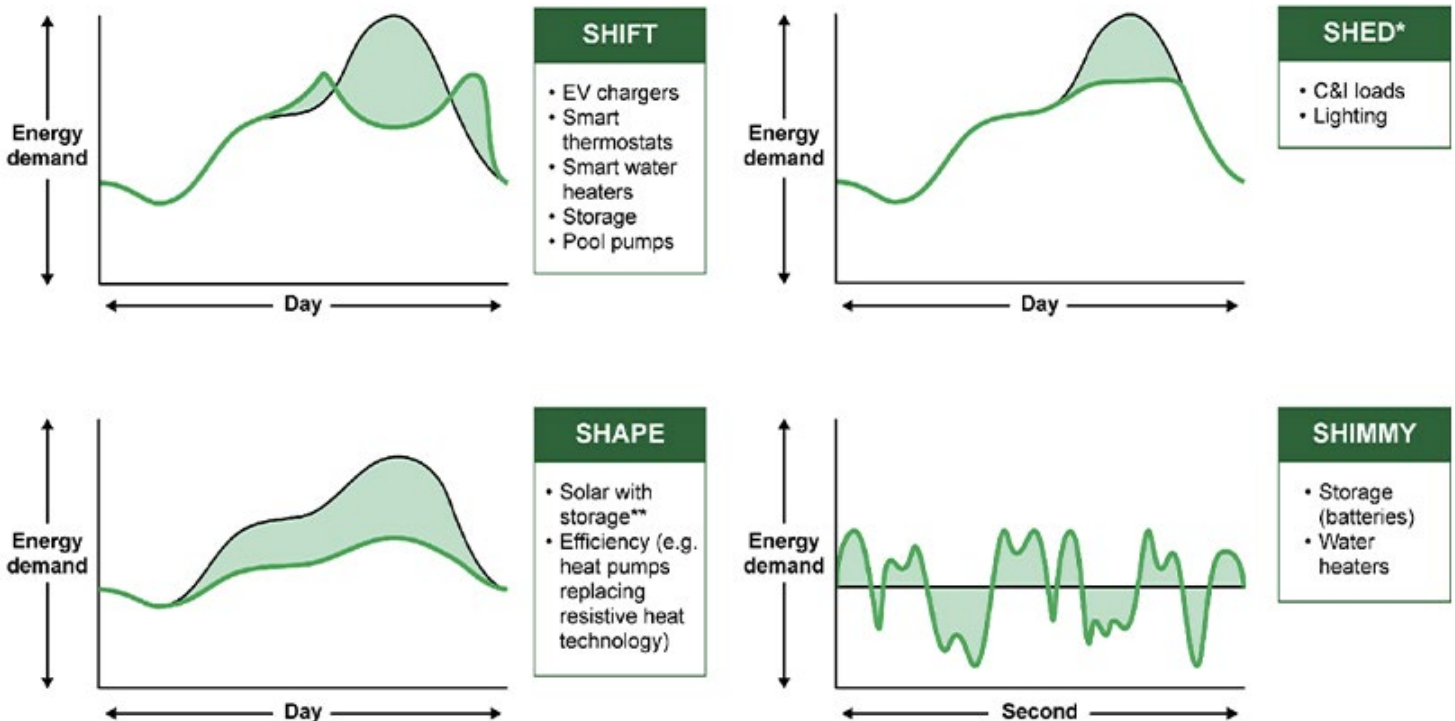 SHIFT
• EV chargers
• Smart
thermostats
• Smart water
heaters
• Storage
• Pool pumps
Energy
demand
Day
SHED*
• C&I loads
• Lighting
Energy
demand
Day
SHAPE
• Solar with
storage**
• Efficiency (e.g.
heat pumps
replacing
resistive heat
technology)
Energy
demand
Day
SHIMMY
• Storage
(batteries)
• Water
heaters
Energy
demand
Second